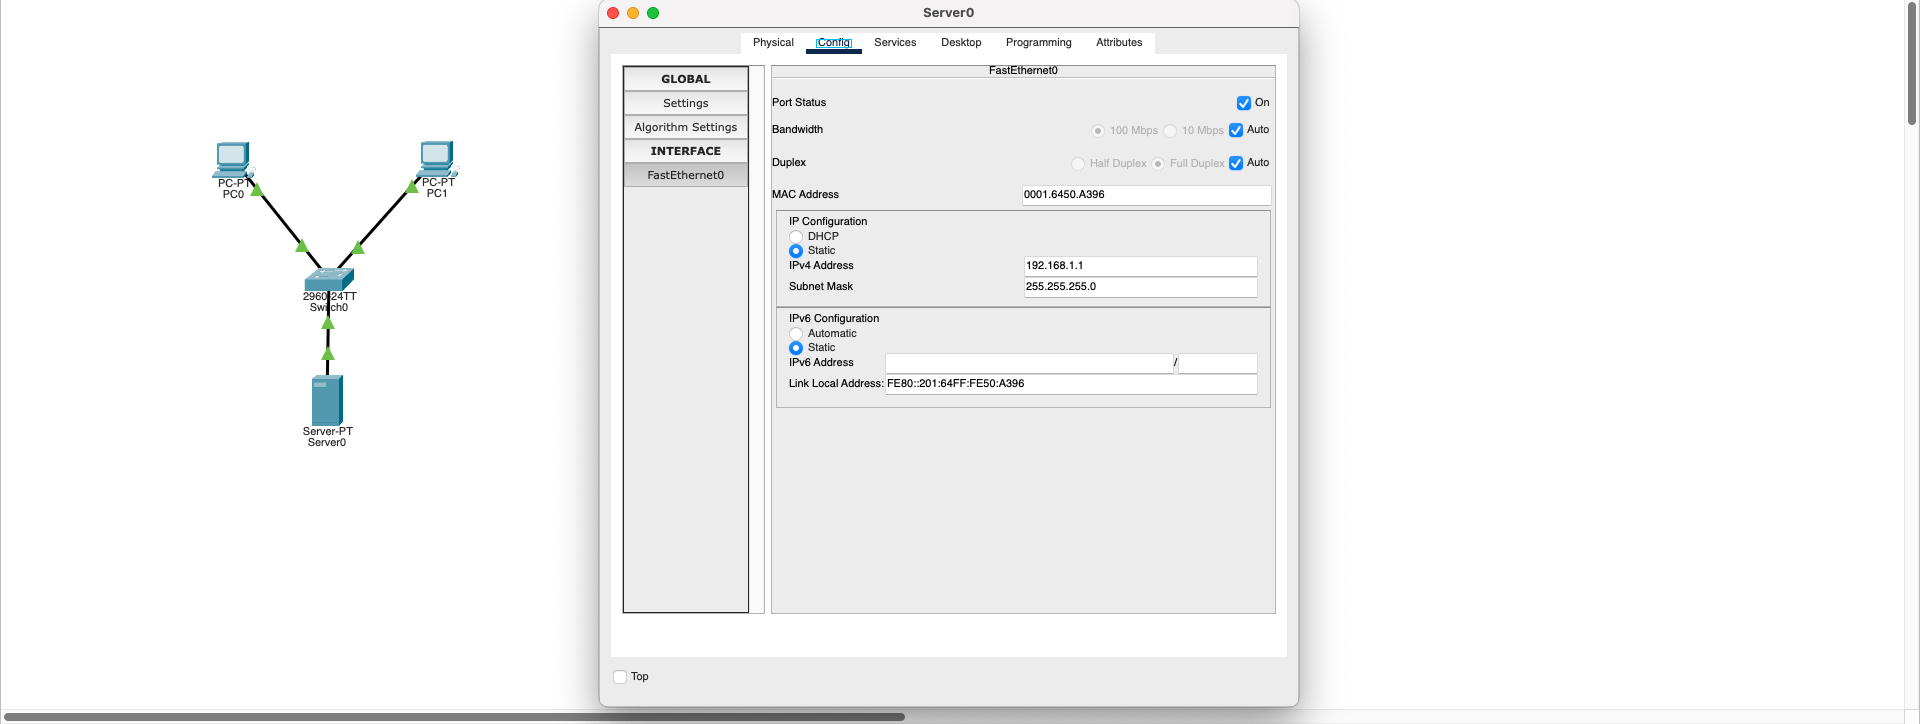 Server0
Physical Config Services Desktop Programming Attributes
GLOBAL
Settings
Algorithm Settings
INTERFACE
FastEthernet0
FastEthernet0
Port Status On
Bandwidth 100 Mbps 10 Mbps Auto
Duplex Half Duplex Full Duplex Auto
MAC Address 0001.6450.A396
IP Configuration
DHCP
Static
IPv4 Address 192.168.1.1
Subnet Mask 255.255.255.0
IPv6 Configuration
Automatic
Static
IPv6 Address /
Link Local Address: FE80::201:64FF:FE50:A396
Top
PC-PT
PC0
PC-PT
PC1
2960-24TT
Switch0
Server-PT
Server0